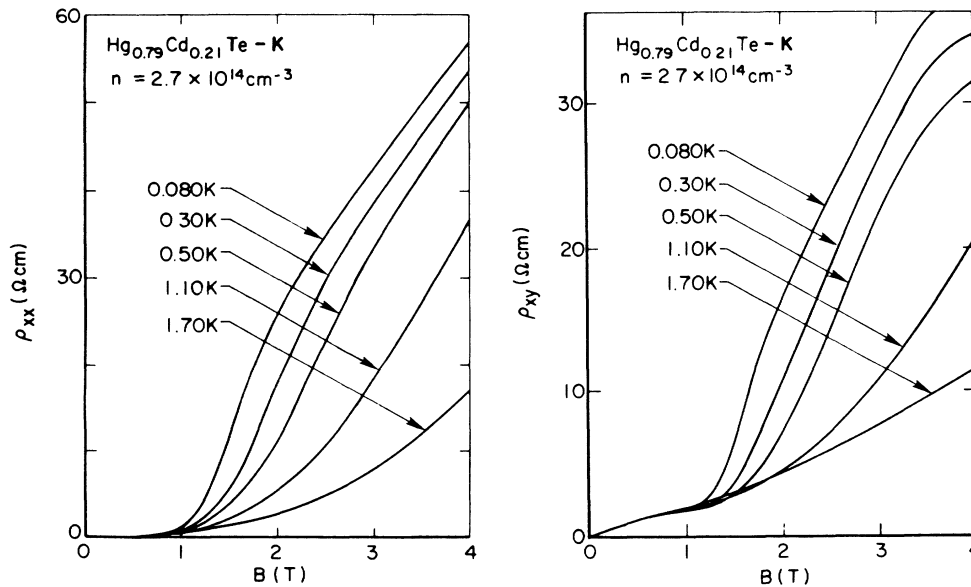 60
Hg0.79Cd0.21Te – K
n = 2.7 × 10^14 cm^-3
0.080K
0.30K
0.50K
1.10K
1.70K
30
0
ρxx (Ωcm)
0 1 2 3 4
B (T)
Hg0.79Cd0.21Te – K
n = 2 7 × 10^14 cm^-3
30
0.080K
0.30K
0.50K
1.10K
1.70K
20
10
0
ρxy (Ωcm)
0 1 2 3 4
B (T)